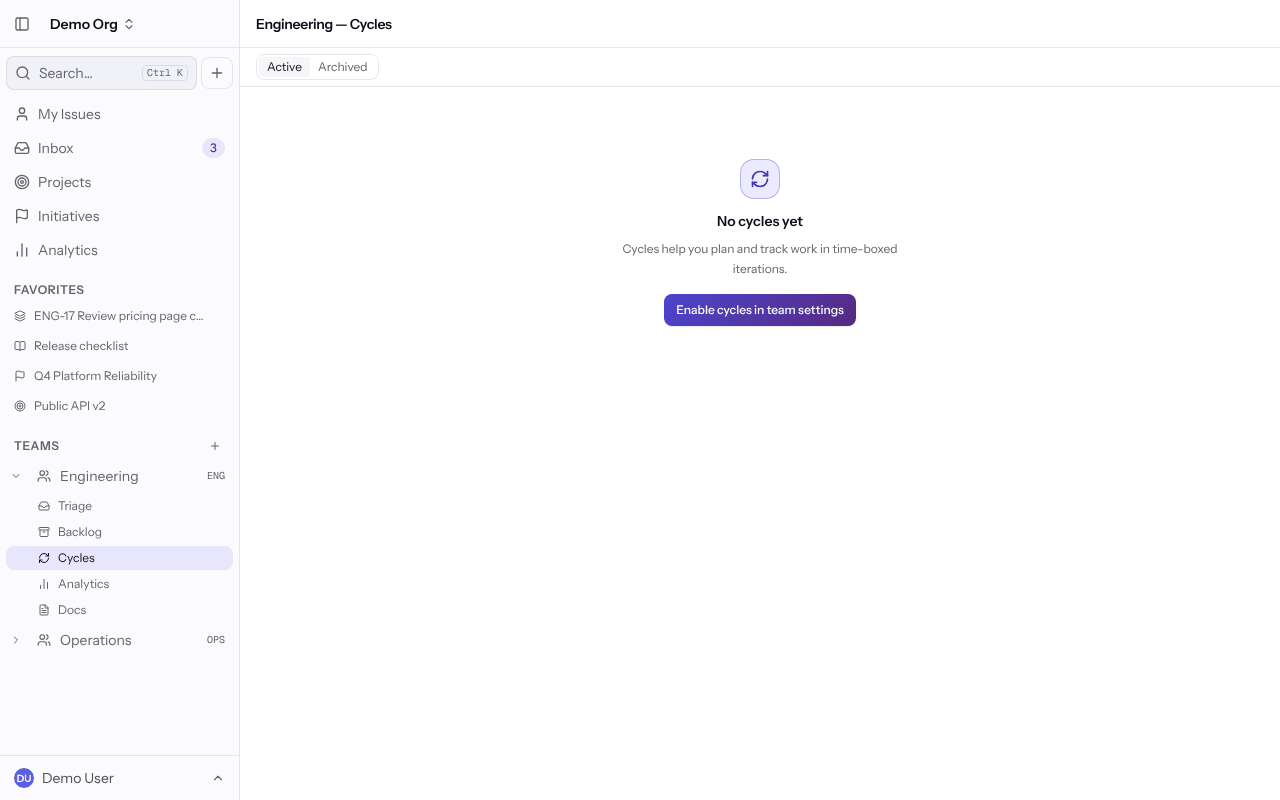 Demo Org
Engineering — Cycles
Search...
Ctrl K
Active
Archived
My Issues
Inbox
3
Projects
Initiatives
Analytics
FAVORITES
ENG-17 Review pricing page c...
Release checklist
Q4 Platform Reliability
Public API v2
TEAMS
Engineering
ENG
Triage
Backlog
Cycles
Analytics
Docs
Operations
OPS
No cycles yet
Cycles help you plan and track work in time-boxed
iterations.
Enable cycles in team settings
DU
Demo User